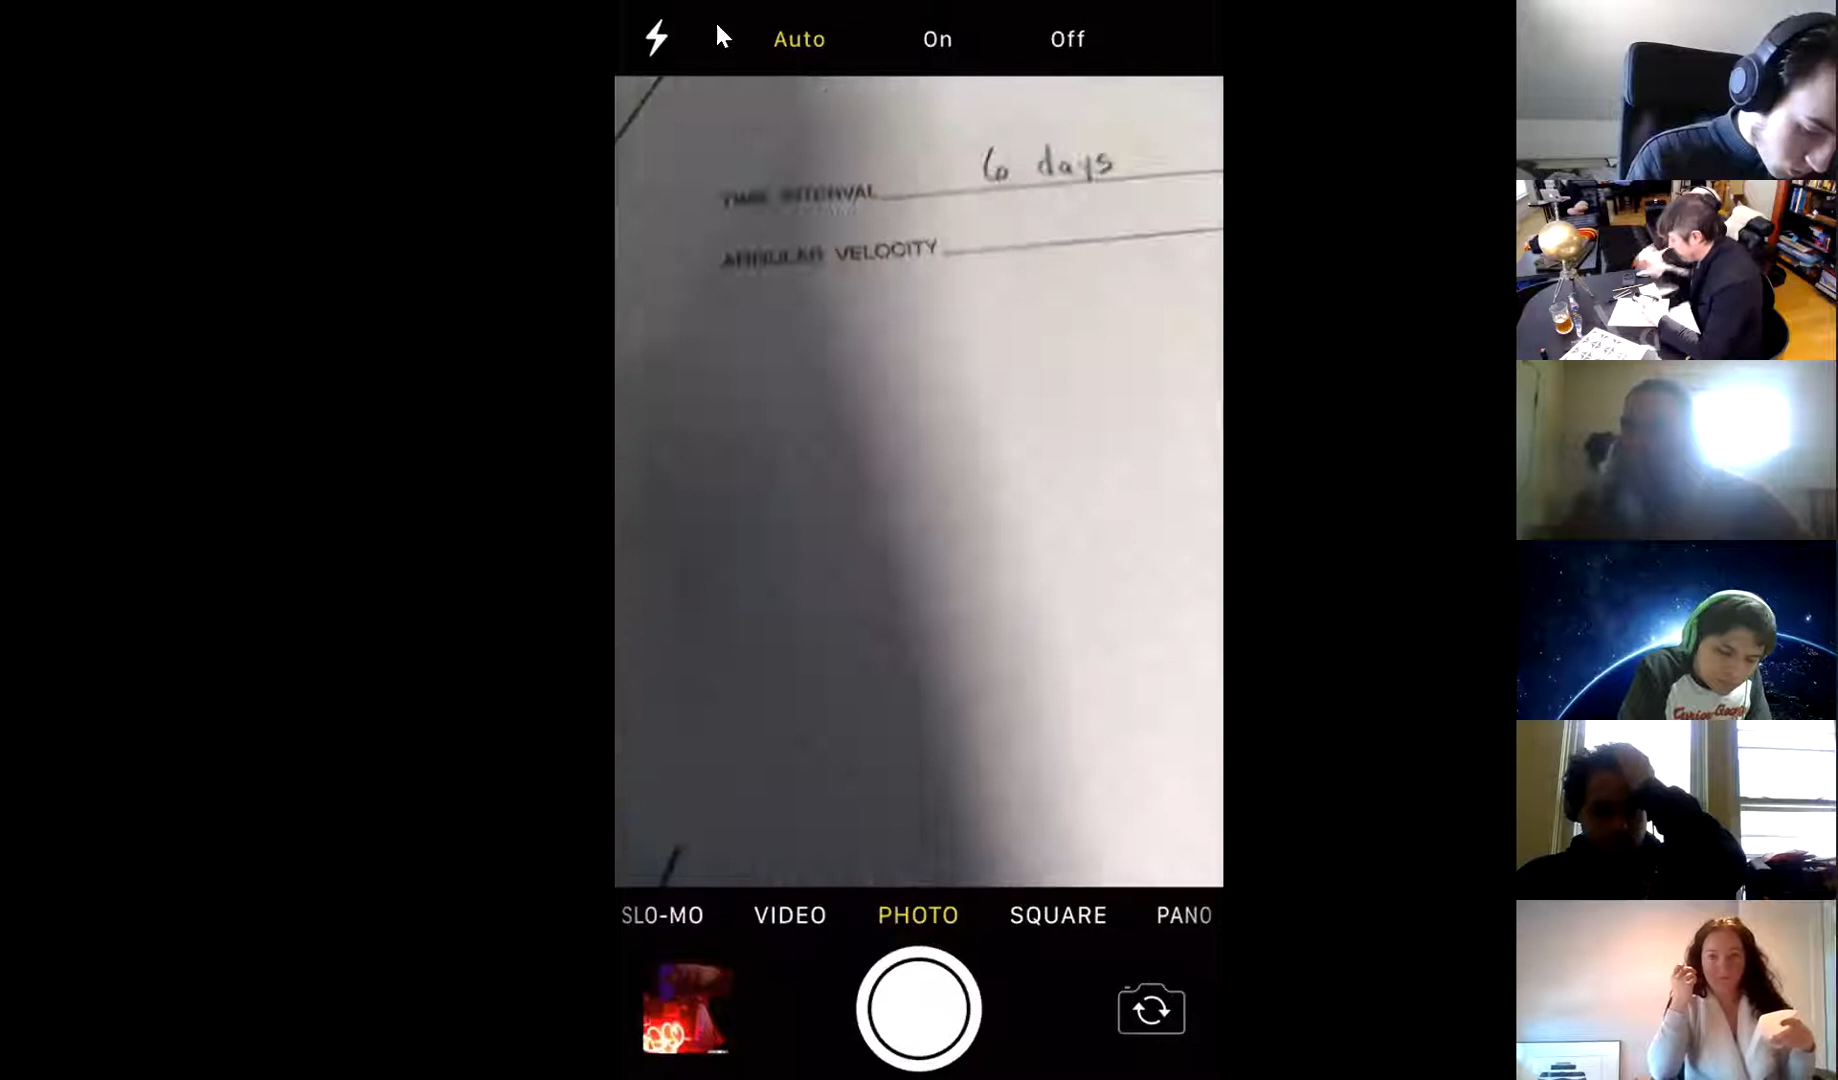 Auto On Off
6 days
TIME INTERVAL
ANGULAR VELOCITY
SLO-MO VIDEO PHOTO SQUARE PANO